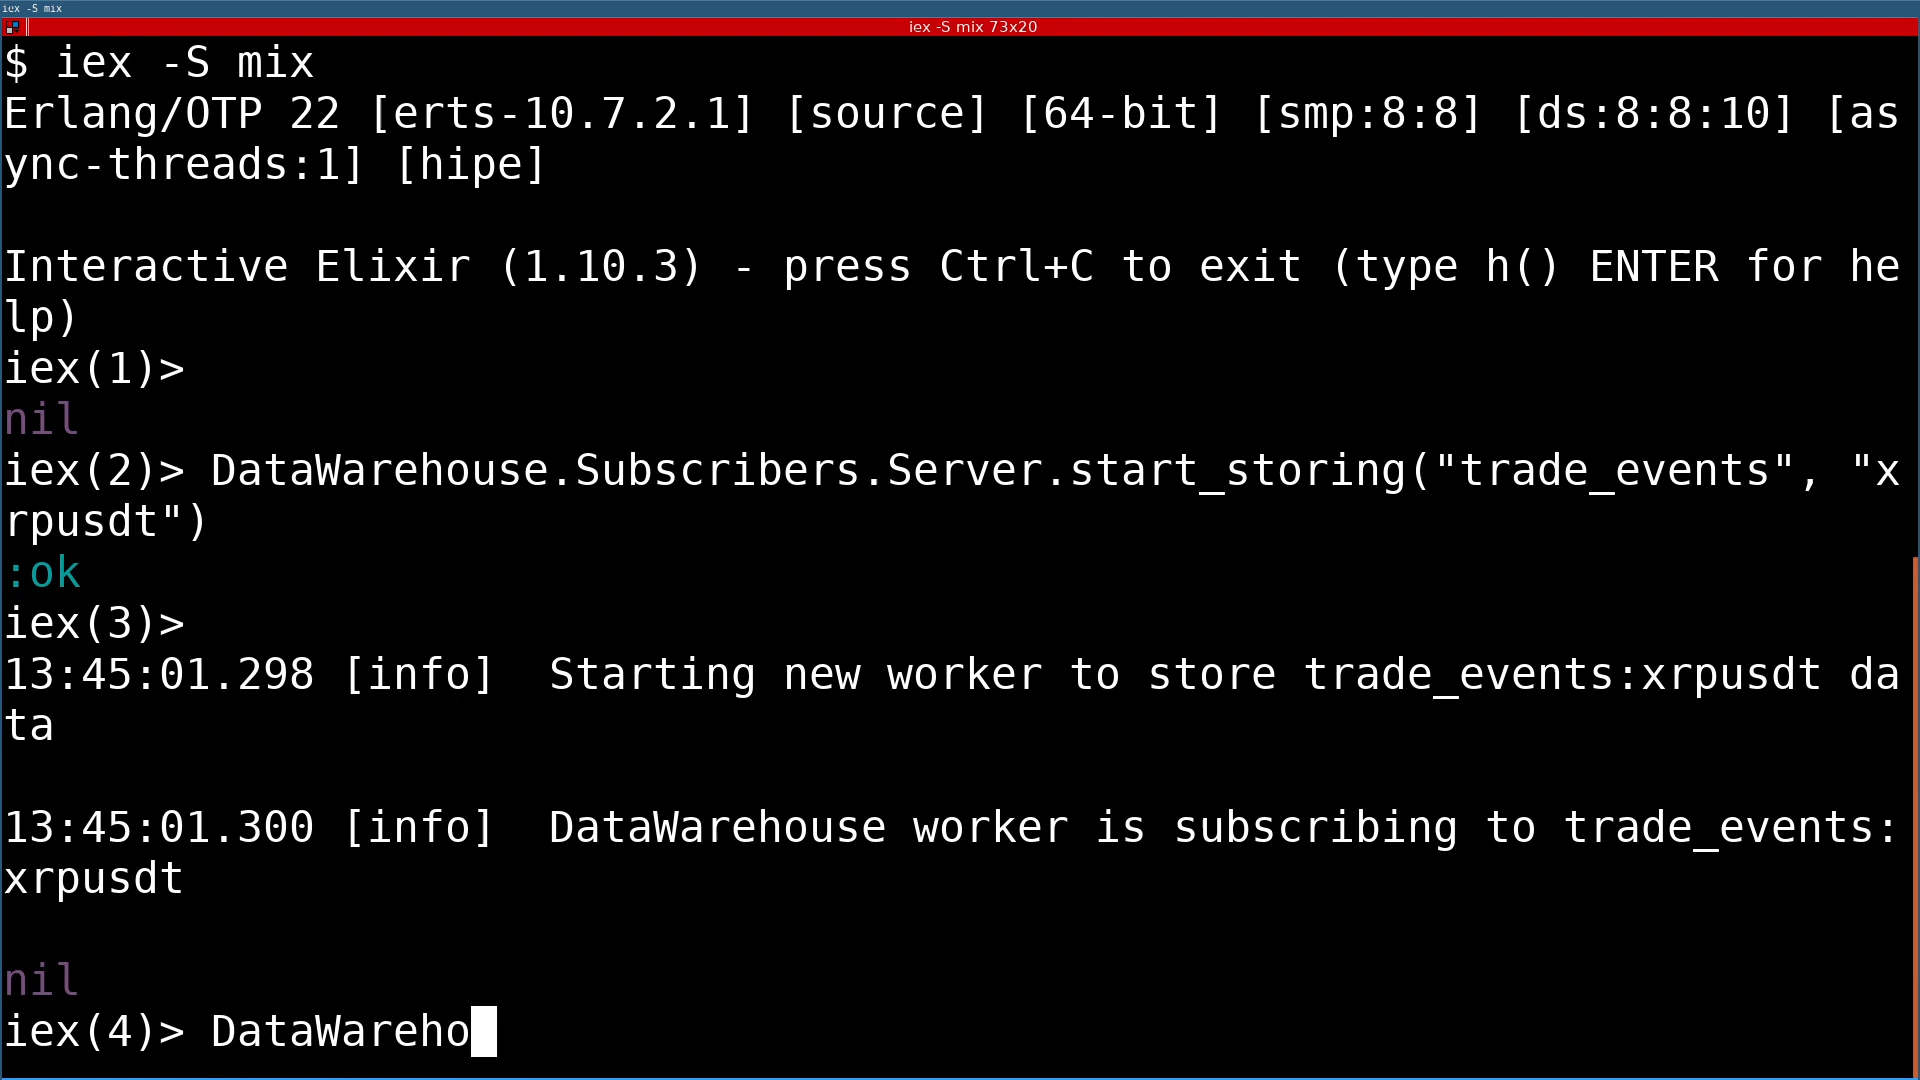 iex -S mix
iex -S mix 73x20
$ iex -S mix
Erlang/OTP 22 [erts-10.7.2.1] [source] [64-bit] [smp:8:8] [ds:8:8:10] [as
ync-threads:1] [hipe]
Interactive Elixir (1.10.3) - press Ctrl+C to exit (type h() ENTER for he
lp)
iex(1)>
nil
iex(2)> DataWarehouse.Subscribers.Server.start_storing("trade_events", "x
rpusdt")
:ok
iex(3)>
13:45:01.298 [info]  Starting new worker to store trade_events:xrpusdt da
ta
13:45:01.300 [info]  DataWarehouse worker is subscribing to trade_events:
xrpusdt
nil
iex(4)> DataWareho